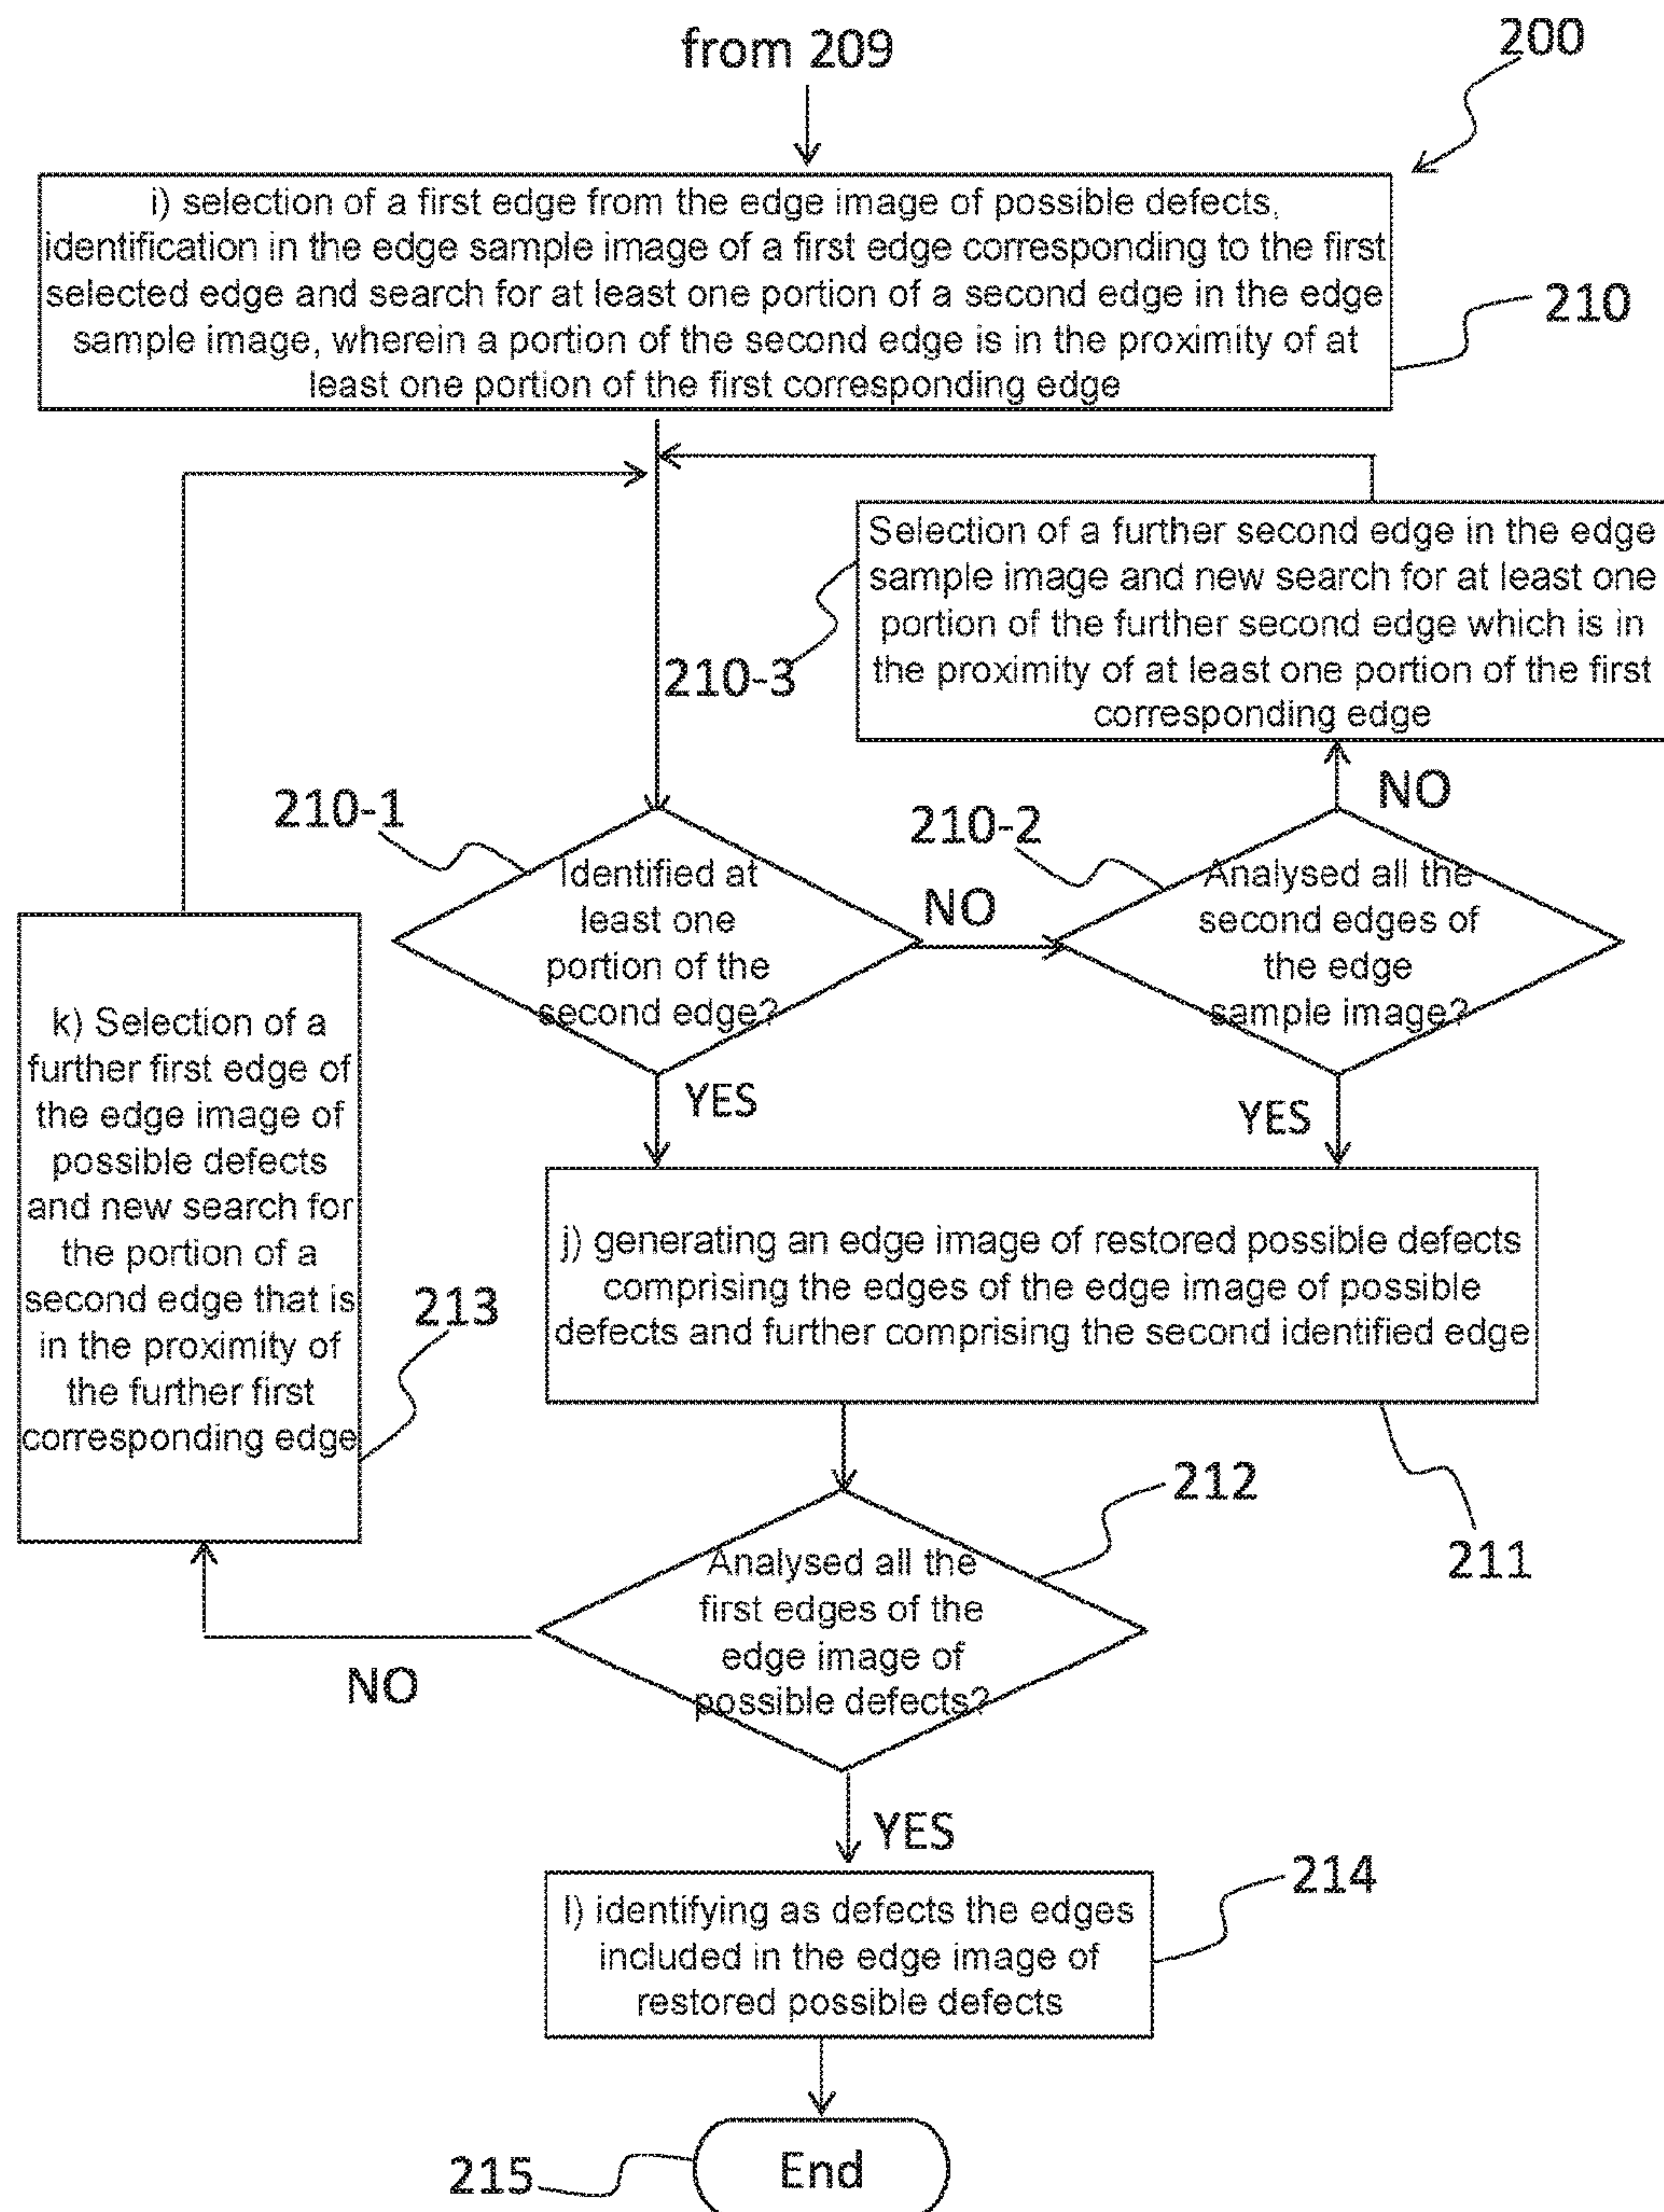 from 209
200
i) selection of a first edge from the edge image of possible defects,
identification in the edge sample image of a first edge corresponding to the first
selected edge and search for at least one portion of a second edge in the edge
sample image, wherein a portion of the second edge is in the proximity of at
least one portion of the first corresponding edge
210
Selection of a further second edge in the edge
sample image and new search for at least one
portion of the further second edge which is in
the proximity of at least one portion of the first
corresponding edge
210-3
210-1
Identified at
least one
portion of the
second edge?
NO
210-2
Analysed all the
second edges of
the edge
sample image?
NO
YES
YES
k) Selection of a
further first edge of
the edge image of
possible defects
and new search for
the portion of a
second edge that is
in the proximity of
the further first
corresponding edge
213
j) generating an edge image of restored possible defects
comprising the edges of the edge image of possible
defects and further comprising the second identified edge
211
212
Analysed all the
first edges of the
edge image of
possible defects?
NO
YES
l) identifying as defects the edges
included in the edge image of
restored possible defects
214
215
End